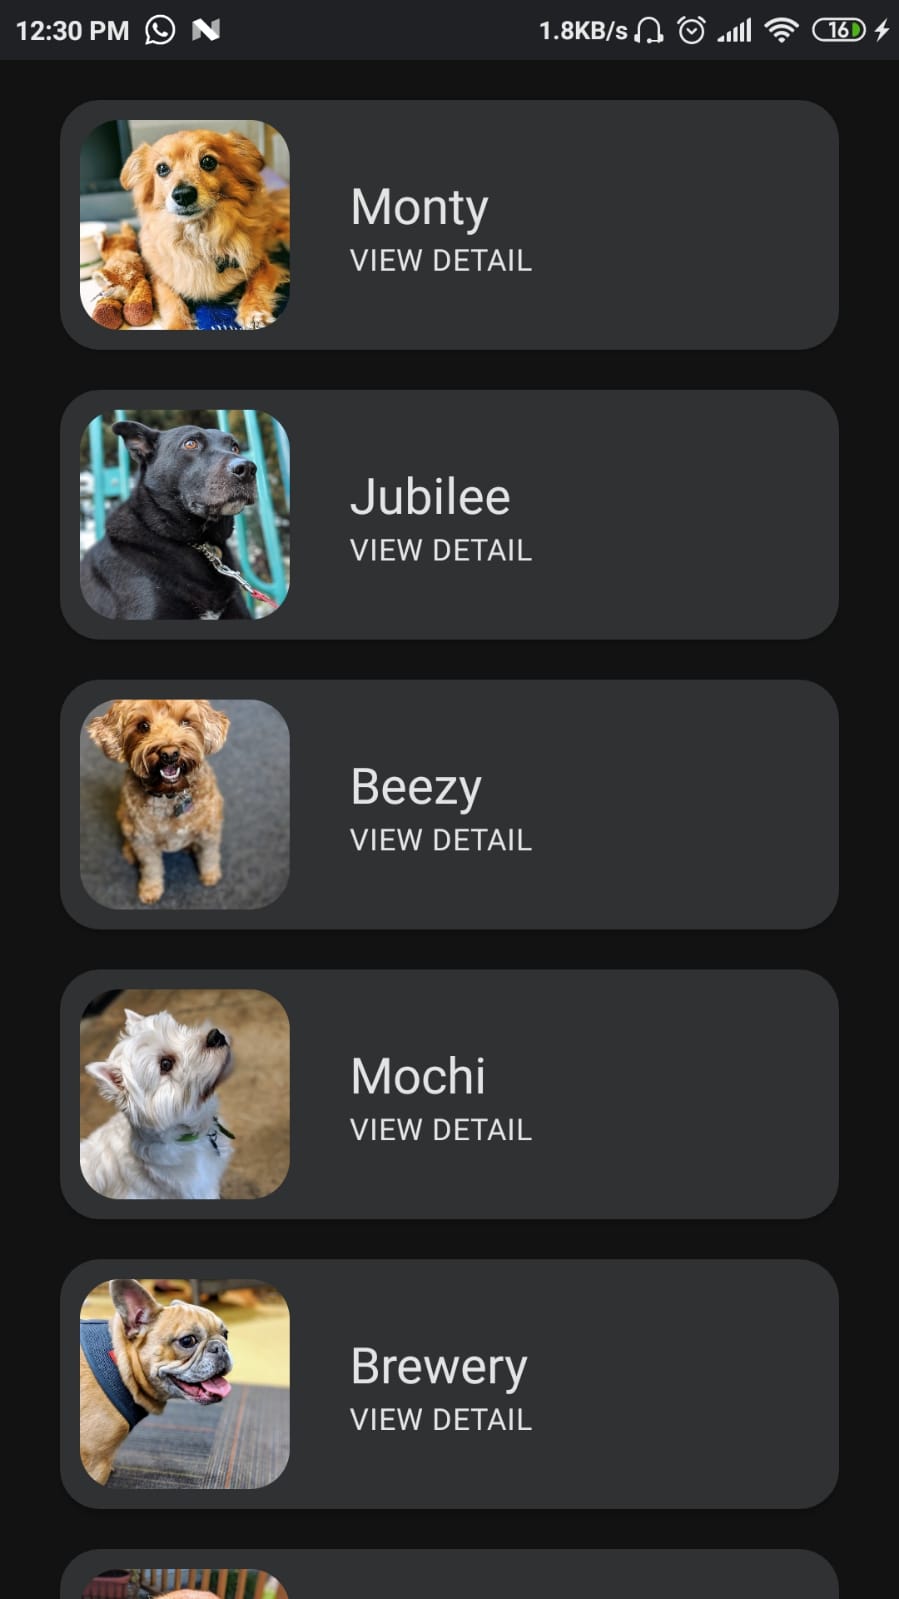 12:30 PM
1.8KB/s
16
Monty
VIEW DETAIL
Jubilee
VIEW DETAIL
Beezy
VIEW DETAIL
Mochi
VIEW DETAIL
Brewery
VIEW DETAIL